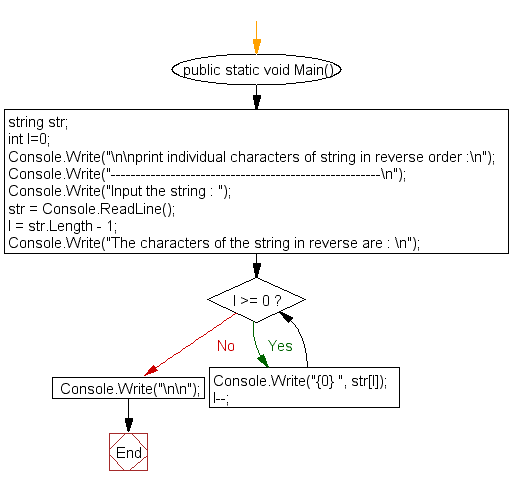 public static void Main()
string str;
int l=0;
Console.Write("\n\nprint individual characters of string in reverse order :\n");
Console.Write("------------------------------------------------------\n");
Console.Write("Input the string : ");
str = Console.ReadLine();
l = str.Length - 1;
Console.Write("The characters of the string in reverse are : \n");
l >= 0 ?
No
Yes
Console.Write("\n\n");
Console.Write("{0} ", str[l]);
l--;
End